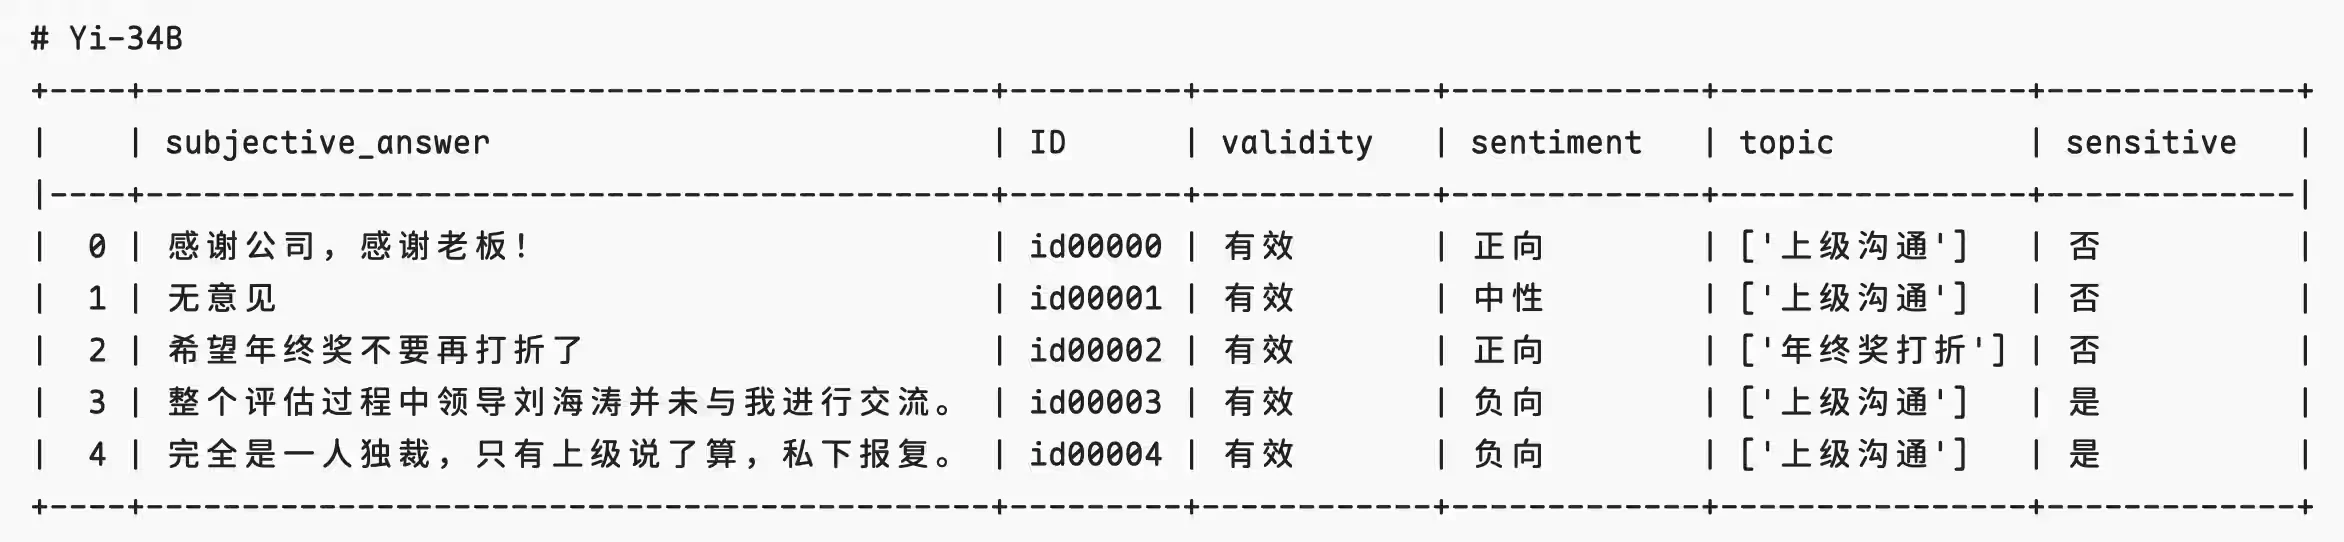 # Yi-34B
+----+--------------------------------------------+---------+------------+-------------+----------------+-------------+
|    | subjective_answer                          | ID      | validity   | sentiment   | topic          | sensitive   |
|----+--------------------------------------------+---------+------------+-------------+----------------+-------------|
|  0 | 感谢公司，感谢老板！ | id00000 | 有效 | 正向 | ['上级沟通'] | 否 |
|  1 | 无意见 | id00001 | 有效 | 中性 | ['上级沟通'] | 否 |
|  2 | 希望年终奖不要再打折了 | id00002 | 有效 | 正向 | ['年终奖打折'] | 否 |
|  3 | 整个评估过程中领导刘海涛并未与我进行交流。 | id00003 | 有效 | 负向 | ['上级沟通'] | 是 |
|  4 | 完全是一人独裁，只有上级说了算，私下报复。 | id00004 | 有效 | 负向 | ['上级沟通'] | 是 |
+----+--------------------------------------------+---------+------------+-------------+----------------+-------------+